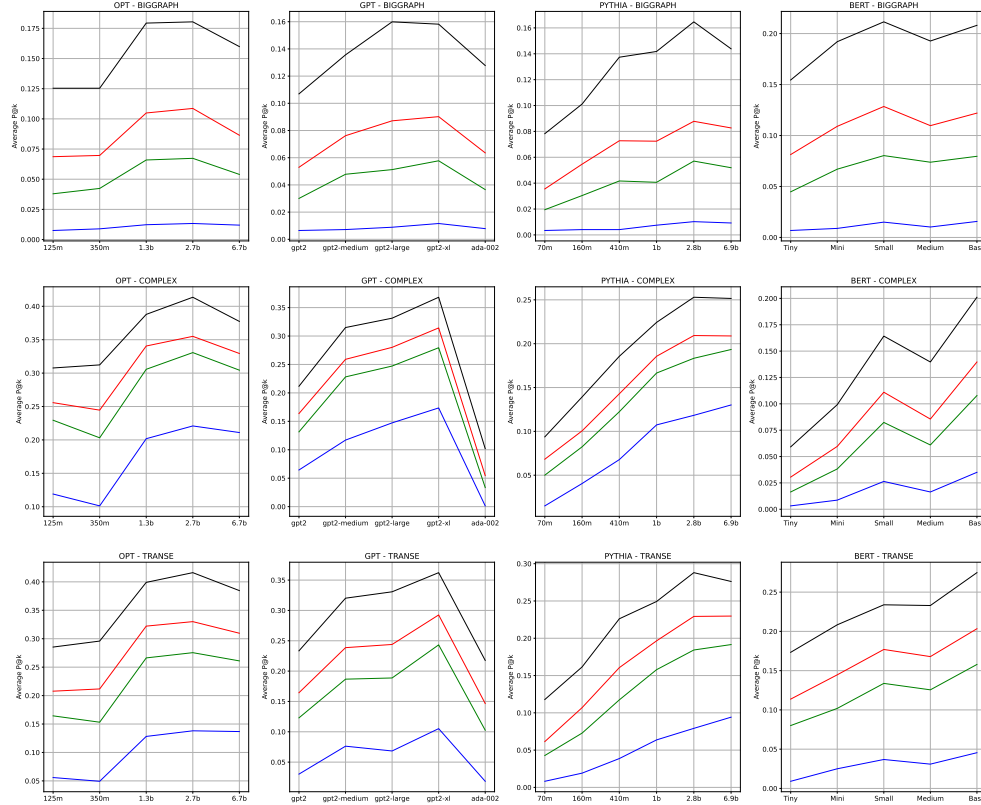 OPT - BIGGRAPH
Average P@k
0.175
0.150
0.125
0.100
0.075
0.050
0.025
0.000
125m 350m 1.3b 2.7b 6.7b
GPT - BIGGRAPH
Average P@k
0.16
0.14
0.12
0.10
0.08
0.06
0.04
0.02
0.00
gpt2 gpt2-medium gpt2-large gpt2-xl ada-002
PYTHIA - BIGGRAPH
Average P@k
0.16
0.14
0.12
0.10
0.08
0.06
0.04
0.02
0.00
70m 160m 410m 1b 2.8b 6.9b
BERT - BIGGRAPH
Average P@k
0.20
0.15
0.10
0.05
0.00
Tiny Mini Small Medium Bas
OPT - COMPLEX
Average P@k
0.40
0.35
0.30
0.25
0.20
0.15
0.10
125m 350m 1.3b 2.7b 6.7b
GPT - COMPLEX
Average P@k
0.35
0.30
0.25
0.20
0.15
0.10
0.05
0.00
gpt2 gpt2-medium gpt2-large gpt2-xl ada-002
PYTHIA - COMPLEX
Average P@k
0.25
0.20
0.15
0.10
0.05
70m 160m 410m 1b 2.8b 6.9b
BERT - COMPLEX
Average P@k
0.200
0.175
0.150
0.125
0.100
0.075
0.050
0.025
0.000
Tiny Mini Small Medium Bas
OPT - TRANSE
Average P@k
0.40
0.35
0.30
0.25
0.20
0.15
0.10
0.05
125m 350m 1.3b 2.7b 6.7b
GPT - TRANSE
Average P@k
0.35
0.30
0.25
0.20
0.15
0.10
0.05
gpt2 gpt2-medium gpt2-large gpt2-xl ada-002
PYTHIA - TRANSE
Average P@k
0.30
0.25
0.20
0.15
0.10
0.05
0.00
70m 160m 410m 1b 2.8b 6.9b
BERT - TRANSE
Average P@k
0.25
0.20
0.15
0.10
0.05
0.00
Tiny Mini Small Medium Bas